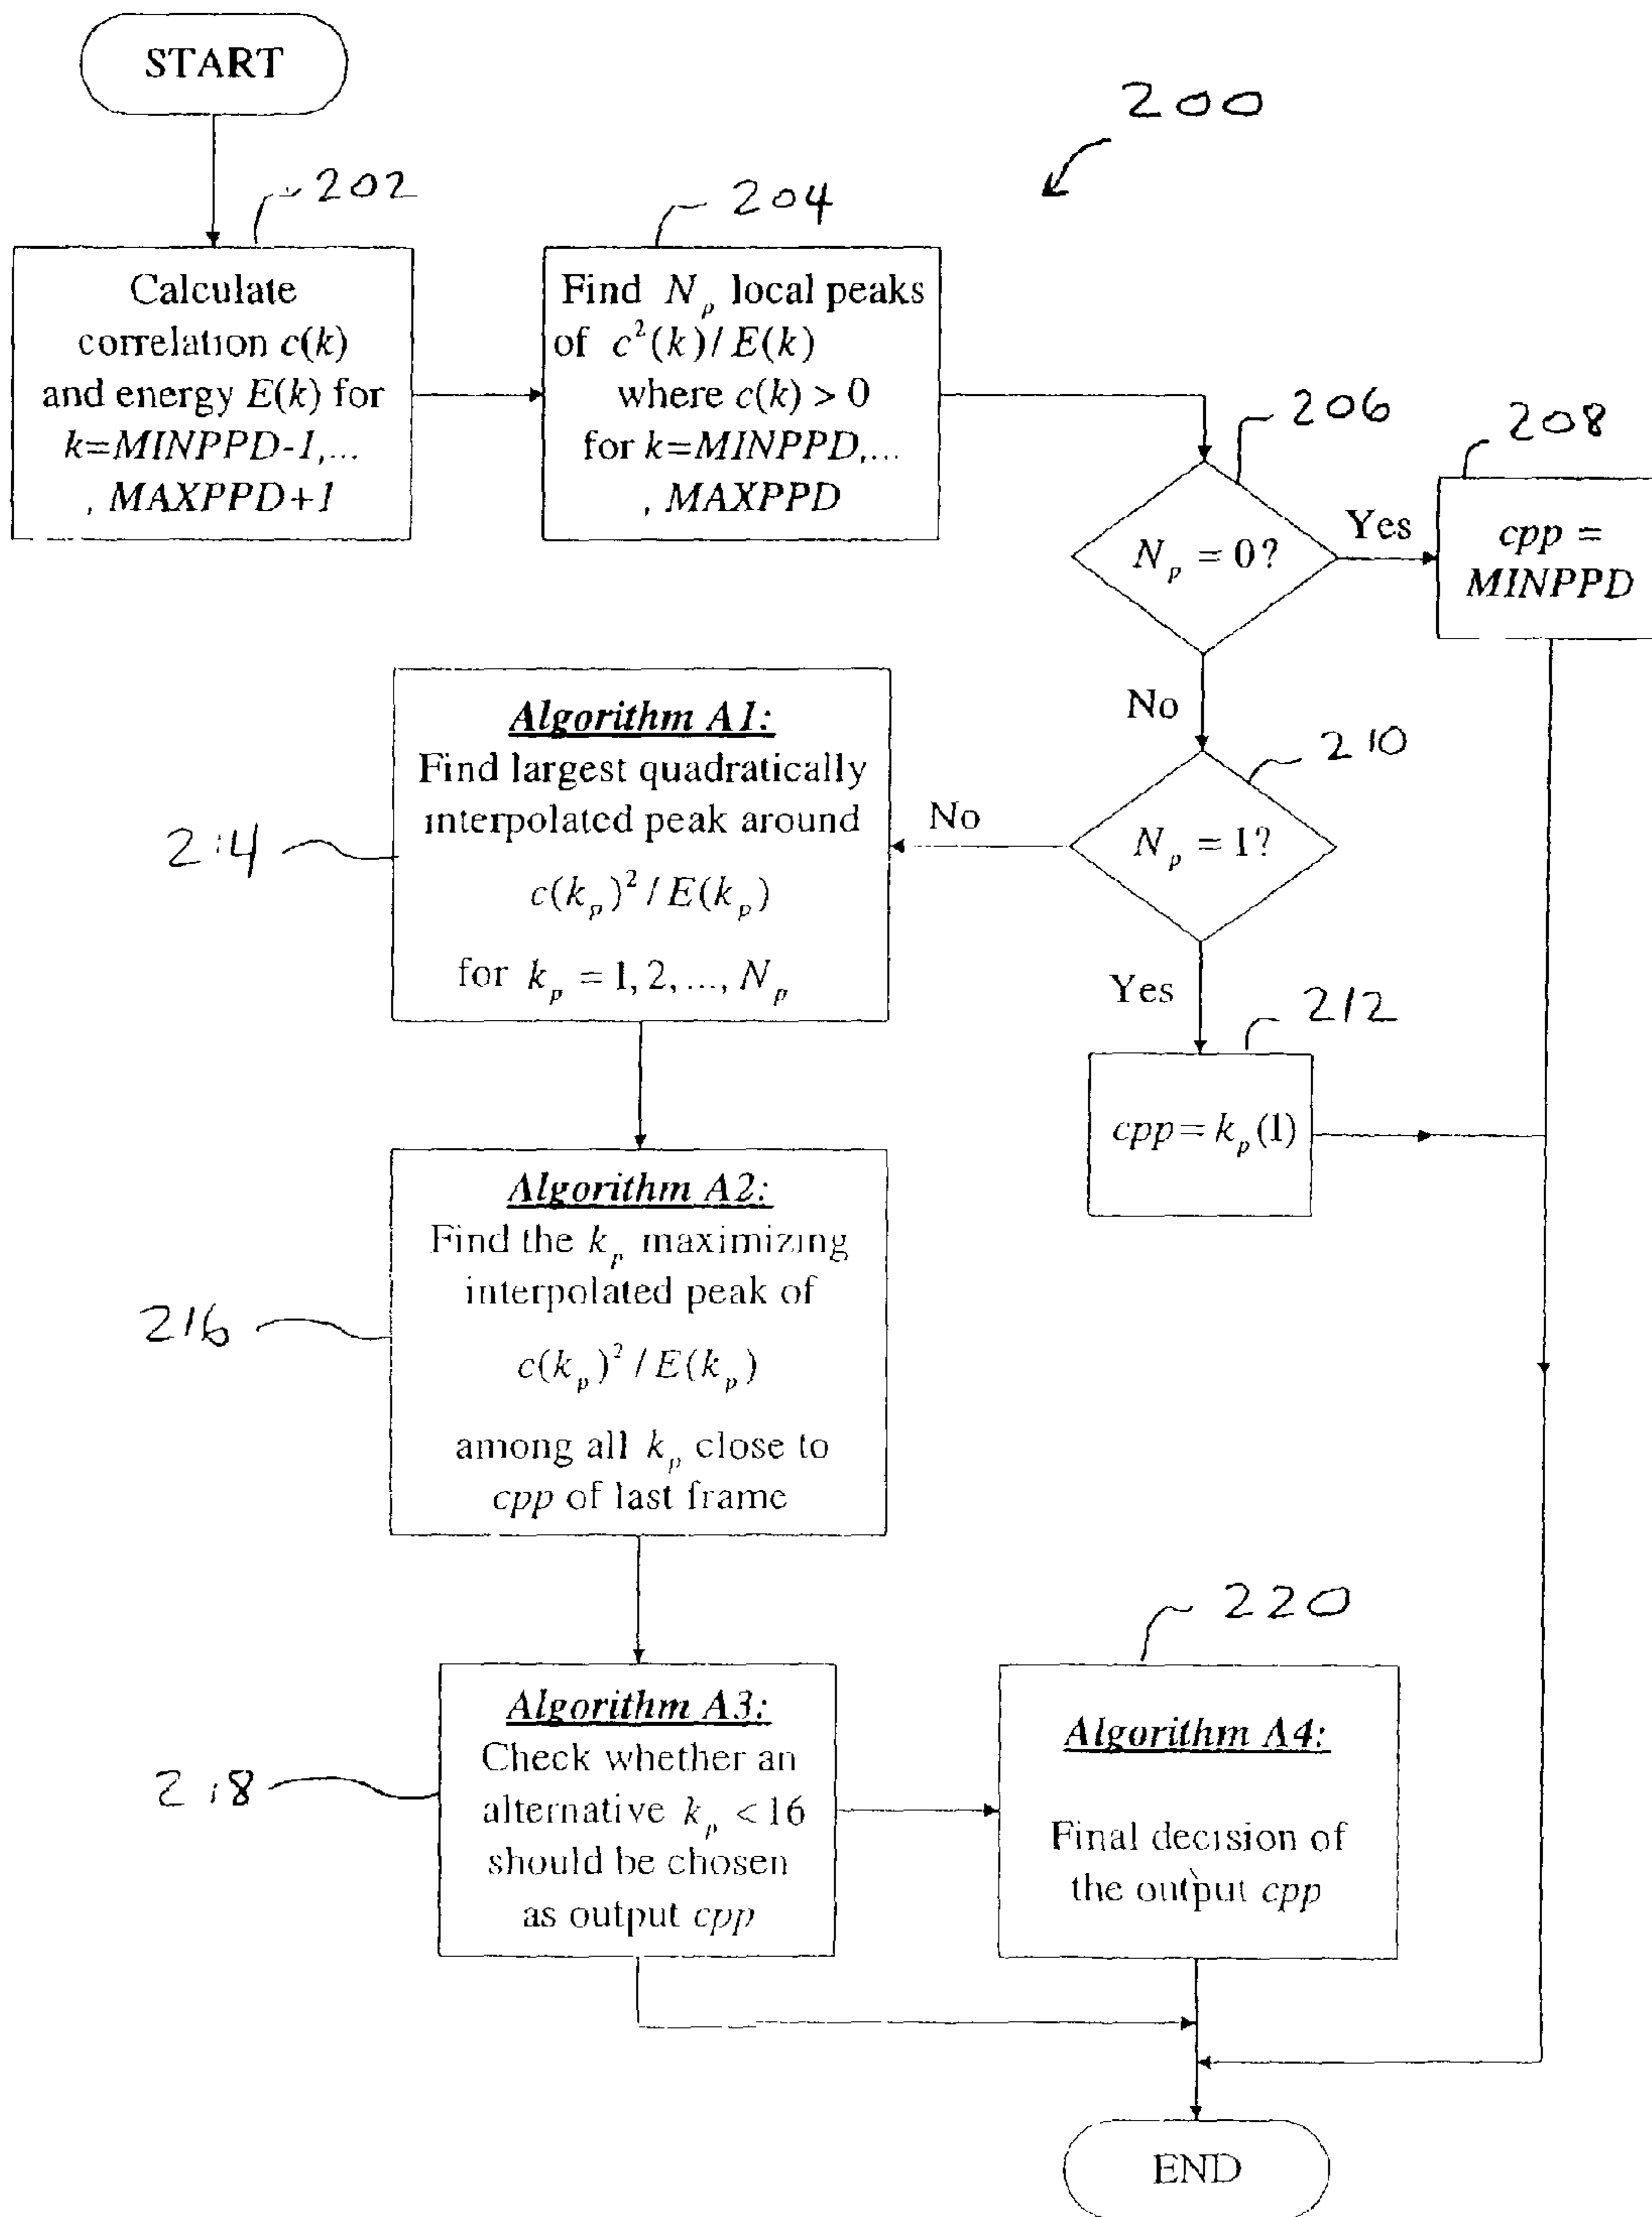 START
200
202
204
Calculate
correlation c(k)
and energy E(k) for
k=MINPPD-1,...
, MAXPPD+1
Find N_p local peaks
of c²(k)/E(k)
where c(k) > 0
for k=MINPPD,...
, MAXPPD
206
208
N_p = 0?
Yes
cpp =
MINPPD
No
210
N_p = 1?
No
Yes
212
cpp = k_p(1)
214
Algorithm A1:
Find largest quadratically
interpolated peak around
c(k_p)² / E(k_p)
for k_p = 1, 2, ..., N_p
216
Algorithm A2:
Find the k_p maximizing
interpolated peak of
c(k_p)² / E(k_p)
among all k_p close to
cpp of last frame
218
Algorithm A3:
Check whether an
alternative k_p < 16
should be chosen
as output cpp
220
Algorithm A4:
Final decision of
the output cpp
END